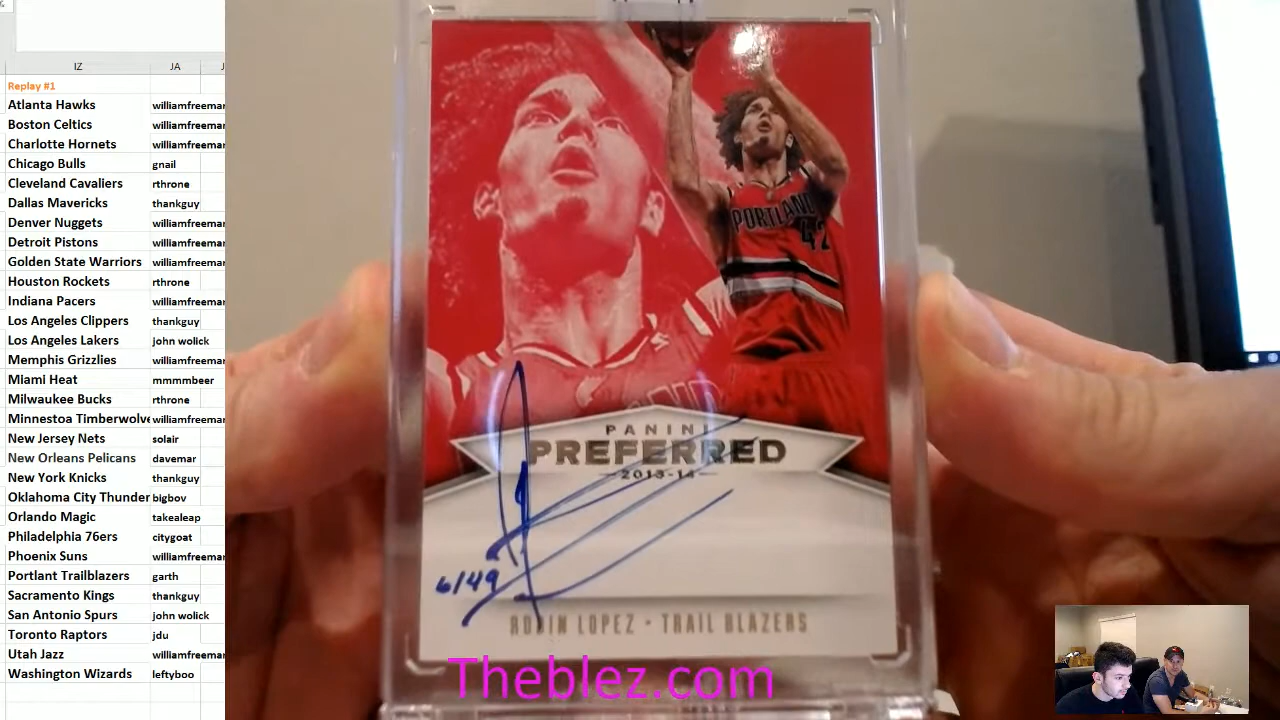 IZ JA
Replay #1
Atlanta Hawks williamfreeman
Boston Celtics williamfreeman
Charlotte Hornets williamfreeman
Chicago Bulls gnail
Cleveland Cavaliers rthrone
Dallas Mavericks thankguy
Denver Nuggets williamfreeman
Detroit Pistons williamfreeman
Golden State Warriors williamfreeman
Houston Rockets rthrone
Indiana Pacers williamfreeman
Los Angeles Clippers thankguy
Los Angeles Lakers john wolick
Memphis Grizzlies williamfreeman
Miami Heat mmmmbeer
Milwaukee Bucks rthrone
Minnestoa Timberwolve williamfreeman
New Jersey Nets solair
New Orleans Pelicans davemar
New York Knicks thankguy
Oklahoma City Thunder bigbov
Orlando Magic takealeap
Philadelphia 76ers citygoat
Phoenix Suns williamfreeman
Portlant Trailblazers garth
Sacramento Kings thankguy
San Antonio Spurs john wolick
Toronto Raptors jdu
Utah Jazz williamfreeman
Washington Wizards leftyboo
PORTLAND
42
PANINI
PREFERRED
2013-14
6/49
ROBIN LOPEZ • TRAIL BLAZERS
Theblez.com